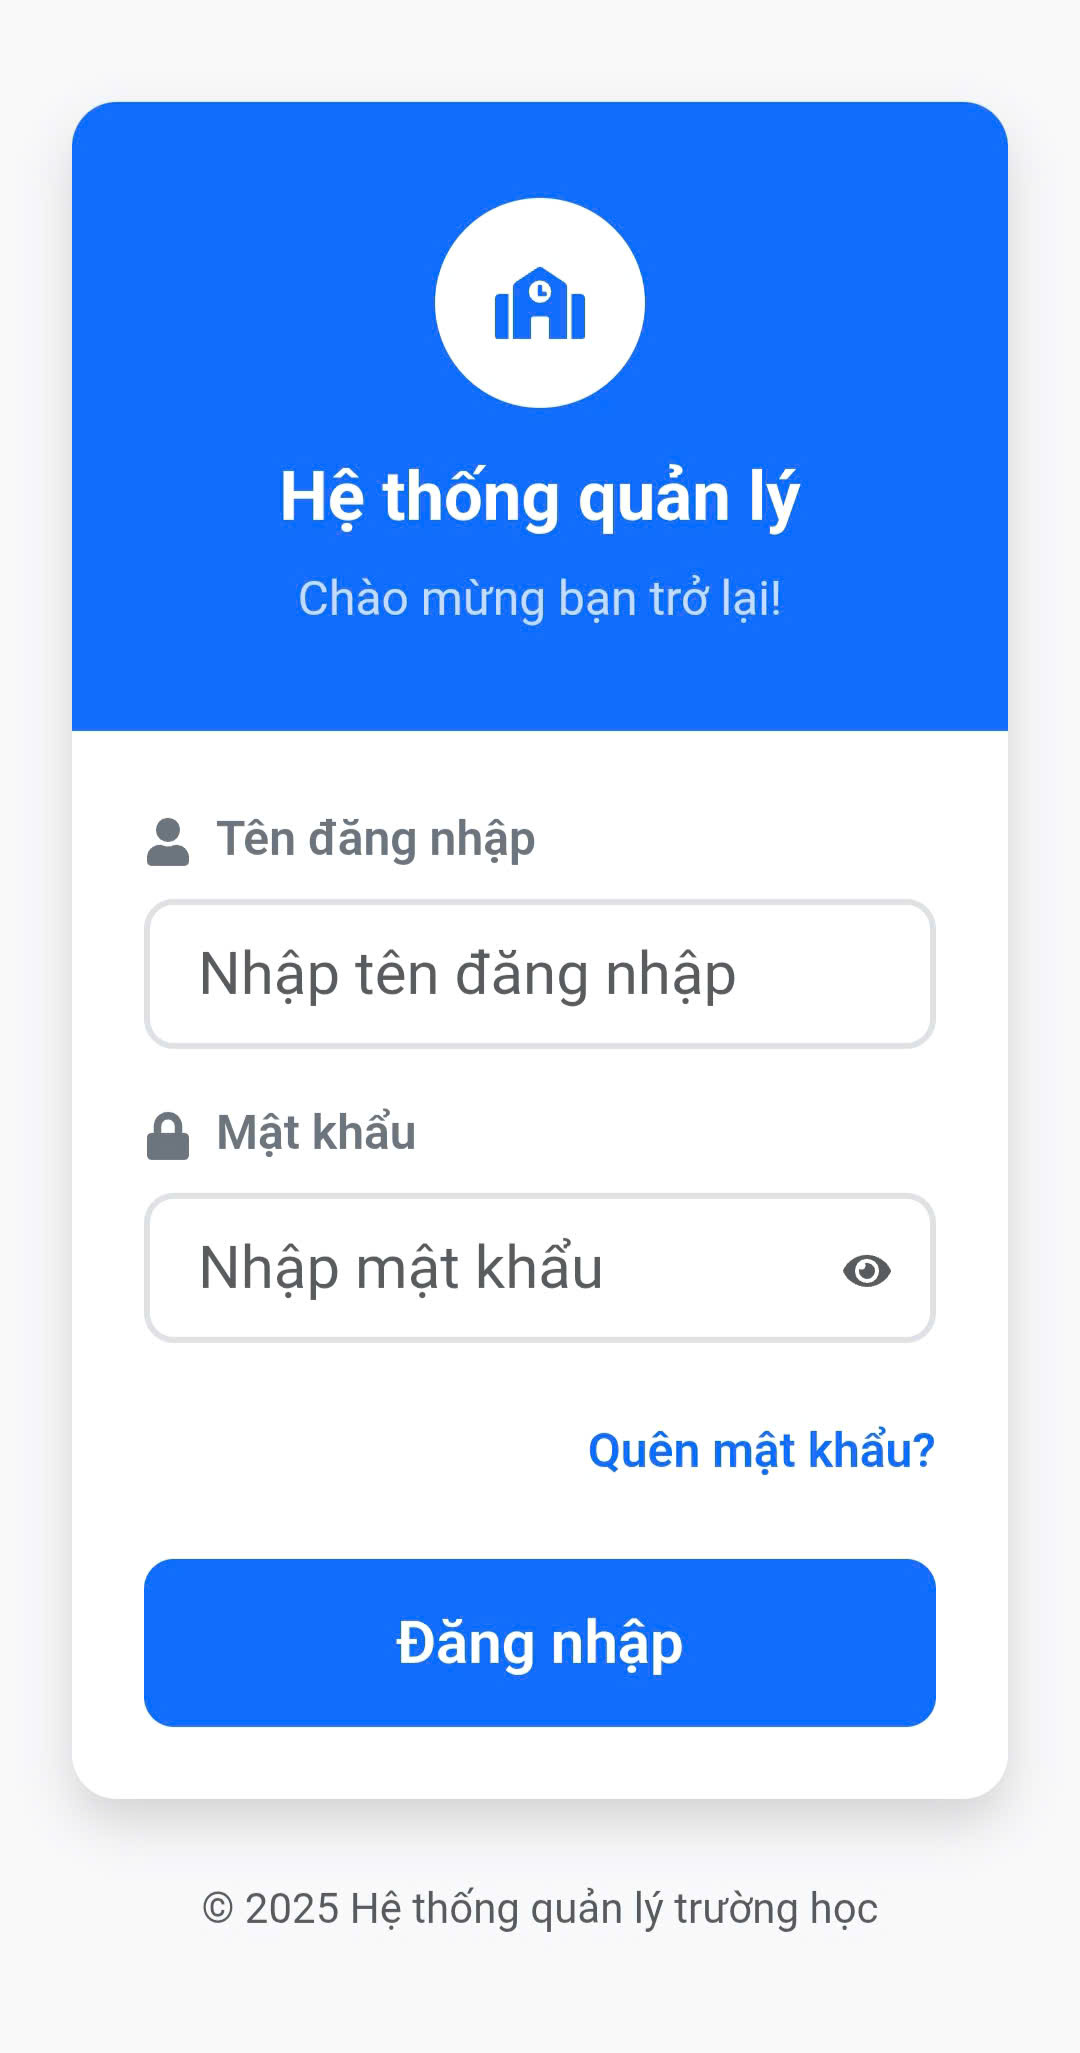 Hệ thống quản lý
Chào mừng bạn trở lại!
Tên đăng nhập
Nhập tên đăng nhập
Mật khẩu
Nhập mật khẩu
Quên mật khẩu?
Đăng nhập
© 2025 Hệ thống quản lý trường học